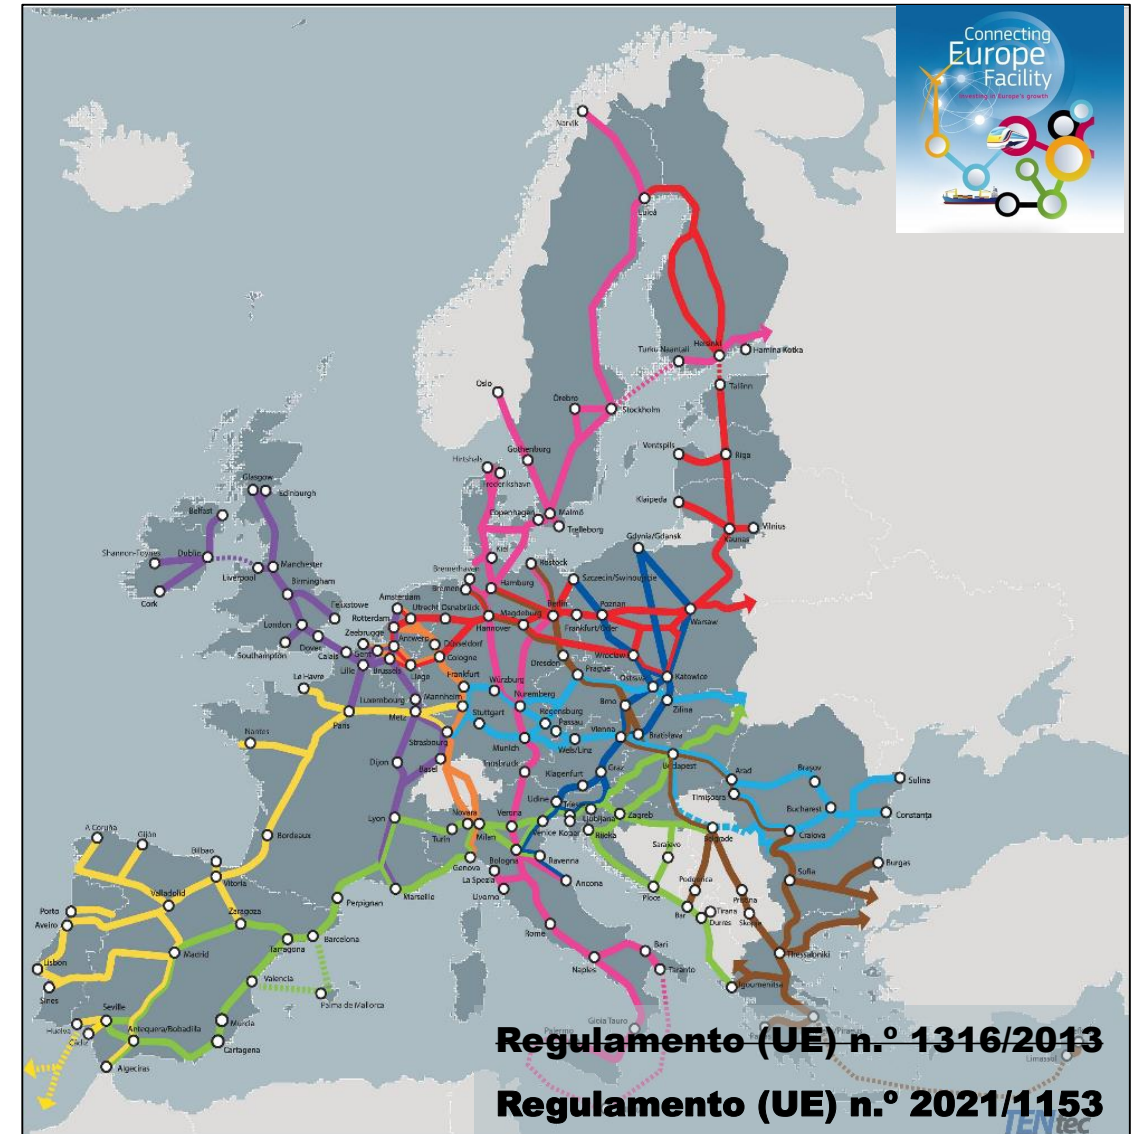 Connecting
Europe
Facility
investing in Europe's growth
Narvik
Luleå
Turku Naantali
Helsinki
Hamina Kotka
Oslo
Örebro
Stockholm
Tallinn
Hirtshals
Gothenburg
Ventspils
Riga
Frederikshavn
Glasgow
Edinburgh
Klaipeda
Belfast
Copenhagen
Malmö
Trelleborg
Vilnius
Kaunas
Gdynia/Gdansk
Shannon-Foynes
Dublin
Liverpool
Manchester
Kiel
Rostock
Bremerhaven
Birmingham
Bremen
Hamburg
Szczecin/Swinoujscie
Cork
Felixstowe
Amsterdam
Utrecht
Osnabrück
Magdeburg
Berlin
Poznan
Rotterdam
London
Zeebrugge
Hannover
Frankfurt/Oder
Warsaw
Southampton
Dover
Calais
Gent
Antwerp
Düsseldorf
Cologne
Lille
Brussels
Liege
Dresden
Wroclaw
Le Havre
Frankfurt
Würzburg
Prague
Ostrava
Katowice
Luxembourg
Mannheim
Nuremberg
Brno
Zilina
Paris
Metz
Stuttgart
Regensburg
Passau
Nantes
Strasbourg
Munich
Wels/Linz
Vienna
Bratislava
Dijon
Basel
Innsbruck
Klagenfurt
Graz
Budapest
Arad
Braşov
Sulina
Udine
Timişoara
Bucharest
Constanţa
Lyon
Novara
Milan
Verona
Venice
Koper
Ljubljana
Zagreb
Rijeka
Belgrade
Craiova
A Coruña
Gijón
Bordeaux
Turin
Genova
Bologna
Ravenna
Sarajevo
Bilbao
Vitoria
La Spezia
Livorno
Ancona
Ploce
Podgorica
Pristina
Sofia
Burgas
Valladolid
Perpignan
Marseille
Porto
Aveiro
Zaragoza
Barcelona
Tarragona
Bar
Tirana
Durres
Skopje
Rome
Bari
Madrid
Lisbon
Sines
Valencia
Palma de Mallorca
Naples
Taranto
Thessaloniki
Igoumenitsa
Seville
Huelva
Cádiz
Antequera/Bobadilla
Murcia
Cartagena
Algeciras
Gioia Tauro
Palermo
Limassol
Regulamento (UE) n.º 1316/2013
Regulamento (UE) n.º 2021/1153
TENtec